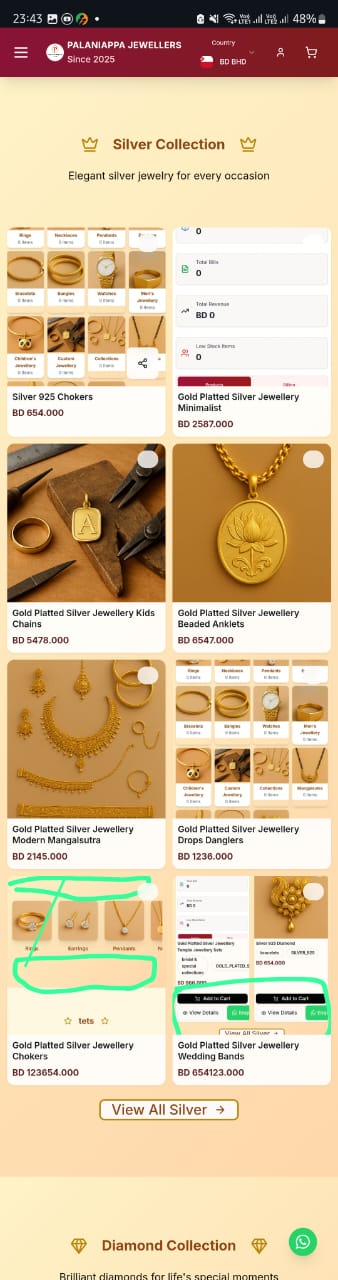 23:43
VoLTE1
VoLTE2
48%
PALANIAPPA JEWELLERS
Since 2025
Country
BD BHD
Silver Collection
Elegant silver jewelry for every occasion
Rings
Necklaces
Pendants
0 items
0 items
0 items
Bracelets
Bangles
Watches
Men's Jewellery
0 items
0 items
0 items
0 items
Children's Jewellery
Custom Jewellery
Collections
0 items
0 items
0 items
Silver 925 Chokers
BD 654.000
0
Total Bills
0
Total Revenue
BD 0
Low Stock Items
0
Products
Billing
Gold Platted Silver Jewellery
Minimalist
BD 2587.000
A
Gold Platted Silver Jewellery Kids
Chains
BD 5478.000
Gold Platted Silver Jewellery
Beaded Anklets
BD 6547.000
Gold Platted Silver Jewellery
Modern Mangalsutra
BD 2145.000
Rings
Necklaces
Pendants
0 items
0 items
0 items
Bracelets
Bangles
Watches
Men's Jewellery
0 items
0 items
0 items
0 items
Children's Jewellery
Custom Jewellery
Collections
Mangalsutras
0 items
0 items
0 items
0 items
Gold Platted Silver Jewellery
Drops Danglers
BD 1236.000
Rings
Earrings
Pendants
tets
Gold Platted Silver Jewellery
Chokers
BD 123654.000
Gold Platted Silver Jewellery
Temple Jewellery Sets
bridal &
special
collections
GOLD_PLATED_S
Silver 925 Diamond
bracelets
SILVER_925
Add to Cart
Add to Cart
View Details
View Details
View All Silver
Gold Platted Silver Jewellery
Wedding Bands
BD 654123.000
View All Silver
Diamond Collection
Brilliant diamonds for life's special moments